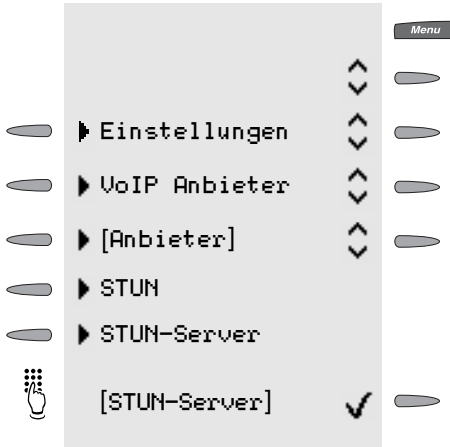 Menu
Einstellungen
VoIP Anbieter
[Anbieter]
STUN
STUN-Server
[STUN-Server]